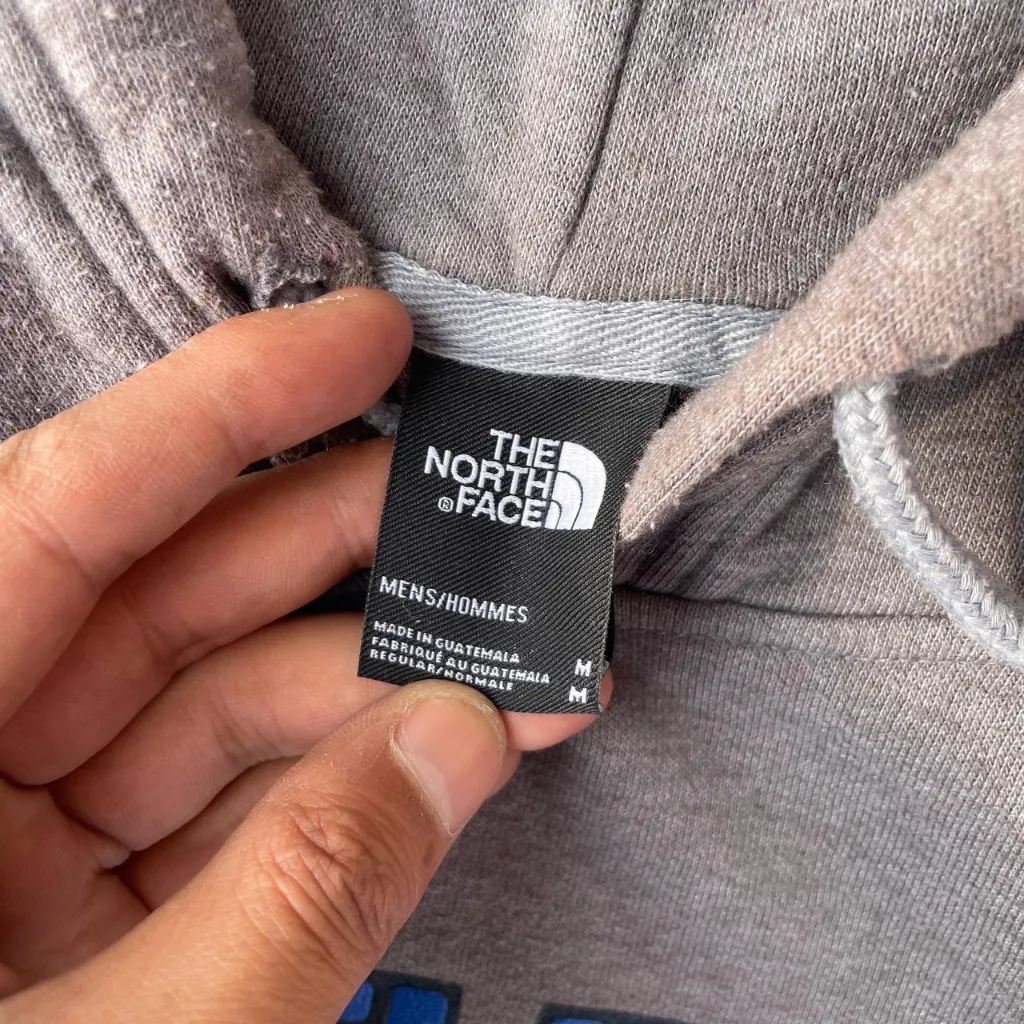 THE
NORTH
® FACE
MENS/HOMMES
MADE IN GUATEMALA
FABRIQUÉ AU GUATEMALA
REGULAR/NORMALE
M
M